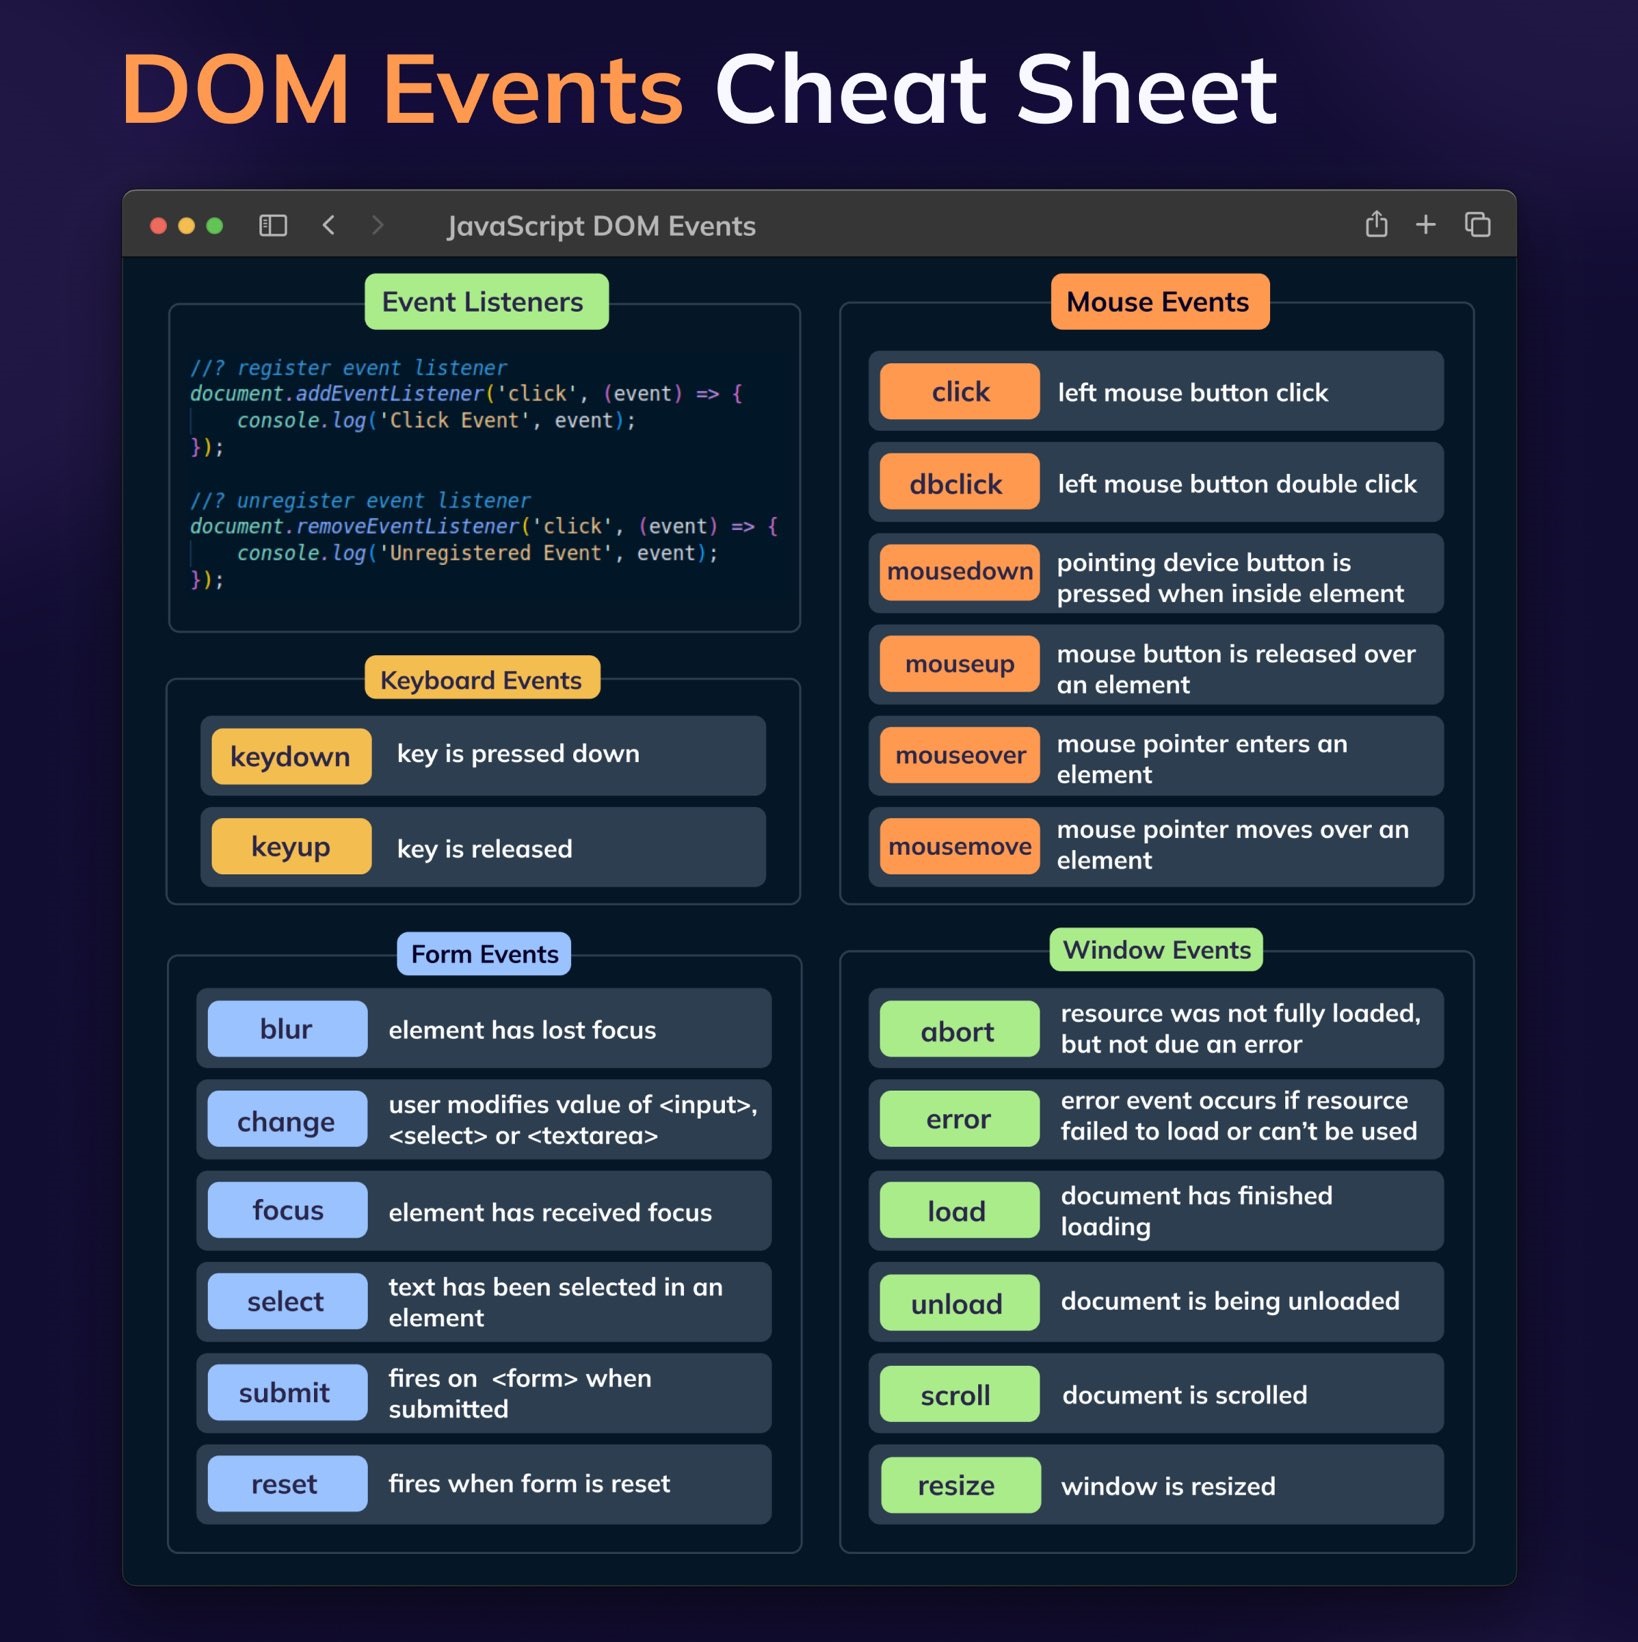 DOM Events Cheat Sheet
JavaScript DOM Events
Event Listeners
//? register event listener
document.addEventListener('click', (event) => {
    console.log('Click Event', event);
});
//? unregister event listener
document.removeEventListener('click', (event) => {
    console.log('Unregistered Event', event);
});
Keyboard Events
keydown
key is pressed down
keyup
key is released
Mouse Events
click
left mouse button click
dbclick
left mouse button double click
mousedown
pointing device button is
pressed when inside element
mouseup
mouse button is released over
an element
mouseover
mouse pointer enters an
element
mousemove
mouse pointer moves over an
element
Form Events
blur
element has lost focus
change
user modifies value of <input>,
<select> or <textarea>
focus
element has received focus
select
text has been selected in an
element
submit
fires on  <form> when
submitted
reset
fires when form is reset
Window Events
abort
resource was not fully loaded,
but not due an error
error
error event occurs if resource
failed to load or can’t be used
load
document has finished
loading
unload
document is being unloaded
scroll
document is scrolled
resize
window is resized